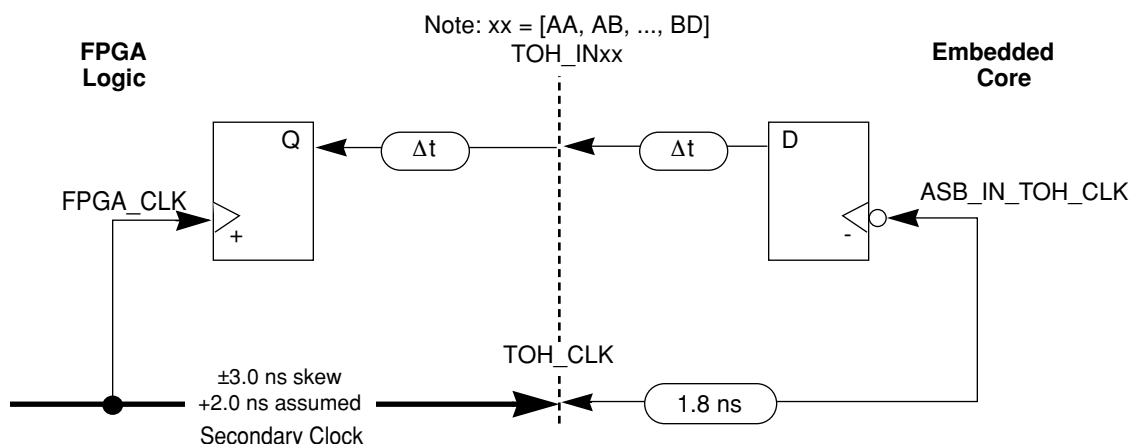 Note: xx = [AA, AB, ..., BD]
TOH_INxx
FPGA
Logic
Embedded
Core
Q
Δt
Δt
D
FPGA_CLK
+
ASB_IN_TOH_CLK
-
TOH_CLK
±3.0 ns skew
+2.0 ns assumed
1.8 ns
Secondary Clock